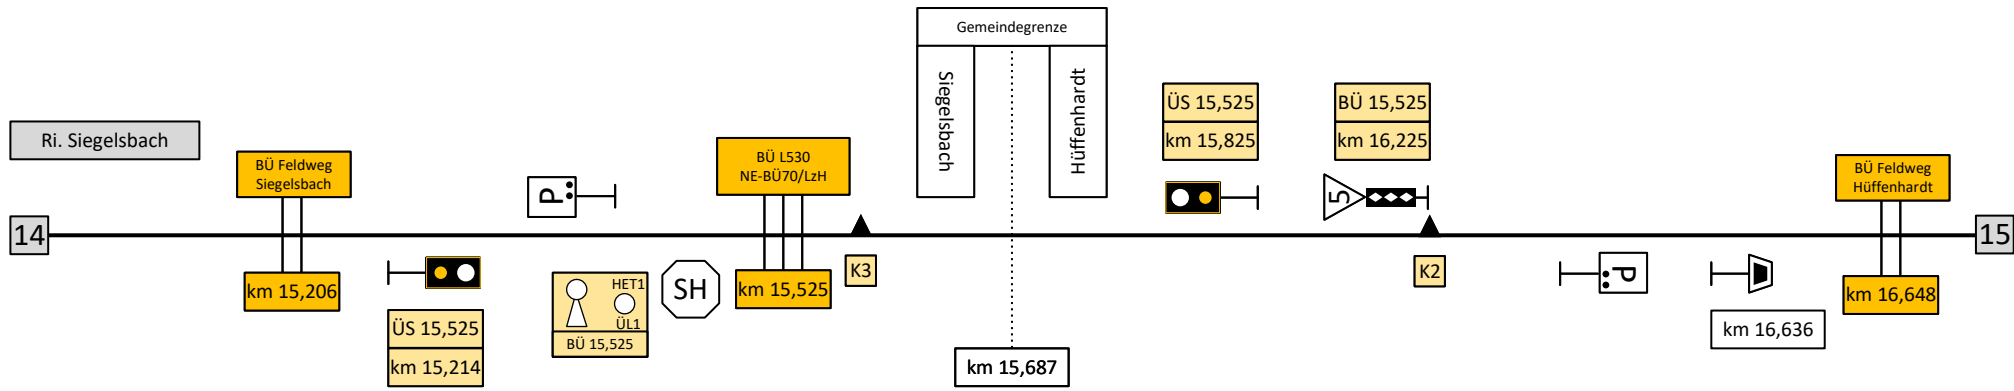 Gemeindegrenze
Siegelsbach
Hüffenhardt
ÜS 15,525
km 15,825
BÜ 15,525
km 16,225
Ri. Siegelsbach
BÜ Feldweg
Siegelsbach
BÜ L530
NE-BÜ70/LzH
BÜ Feldweg
Hüffenhardt
P
5
14
15
km 15,206
ÜS 15,525
km 15,214
HET1
ÜL1
BÜ 15,525
SH
km 15,525
K3
km 15,687
K2
P
km 16,636
km 16,648